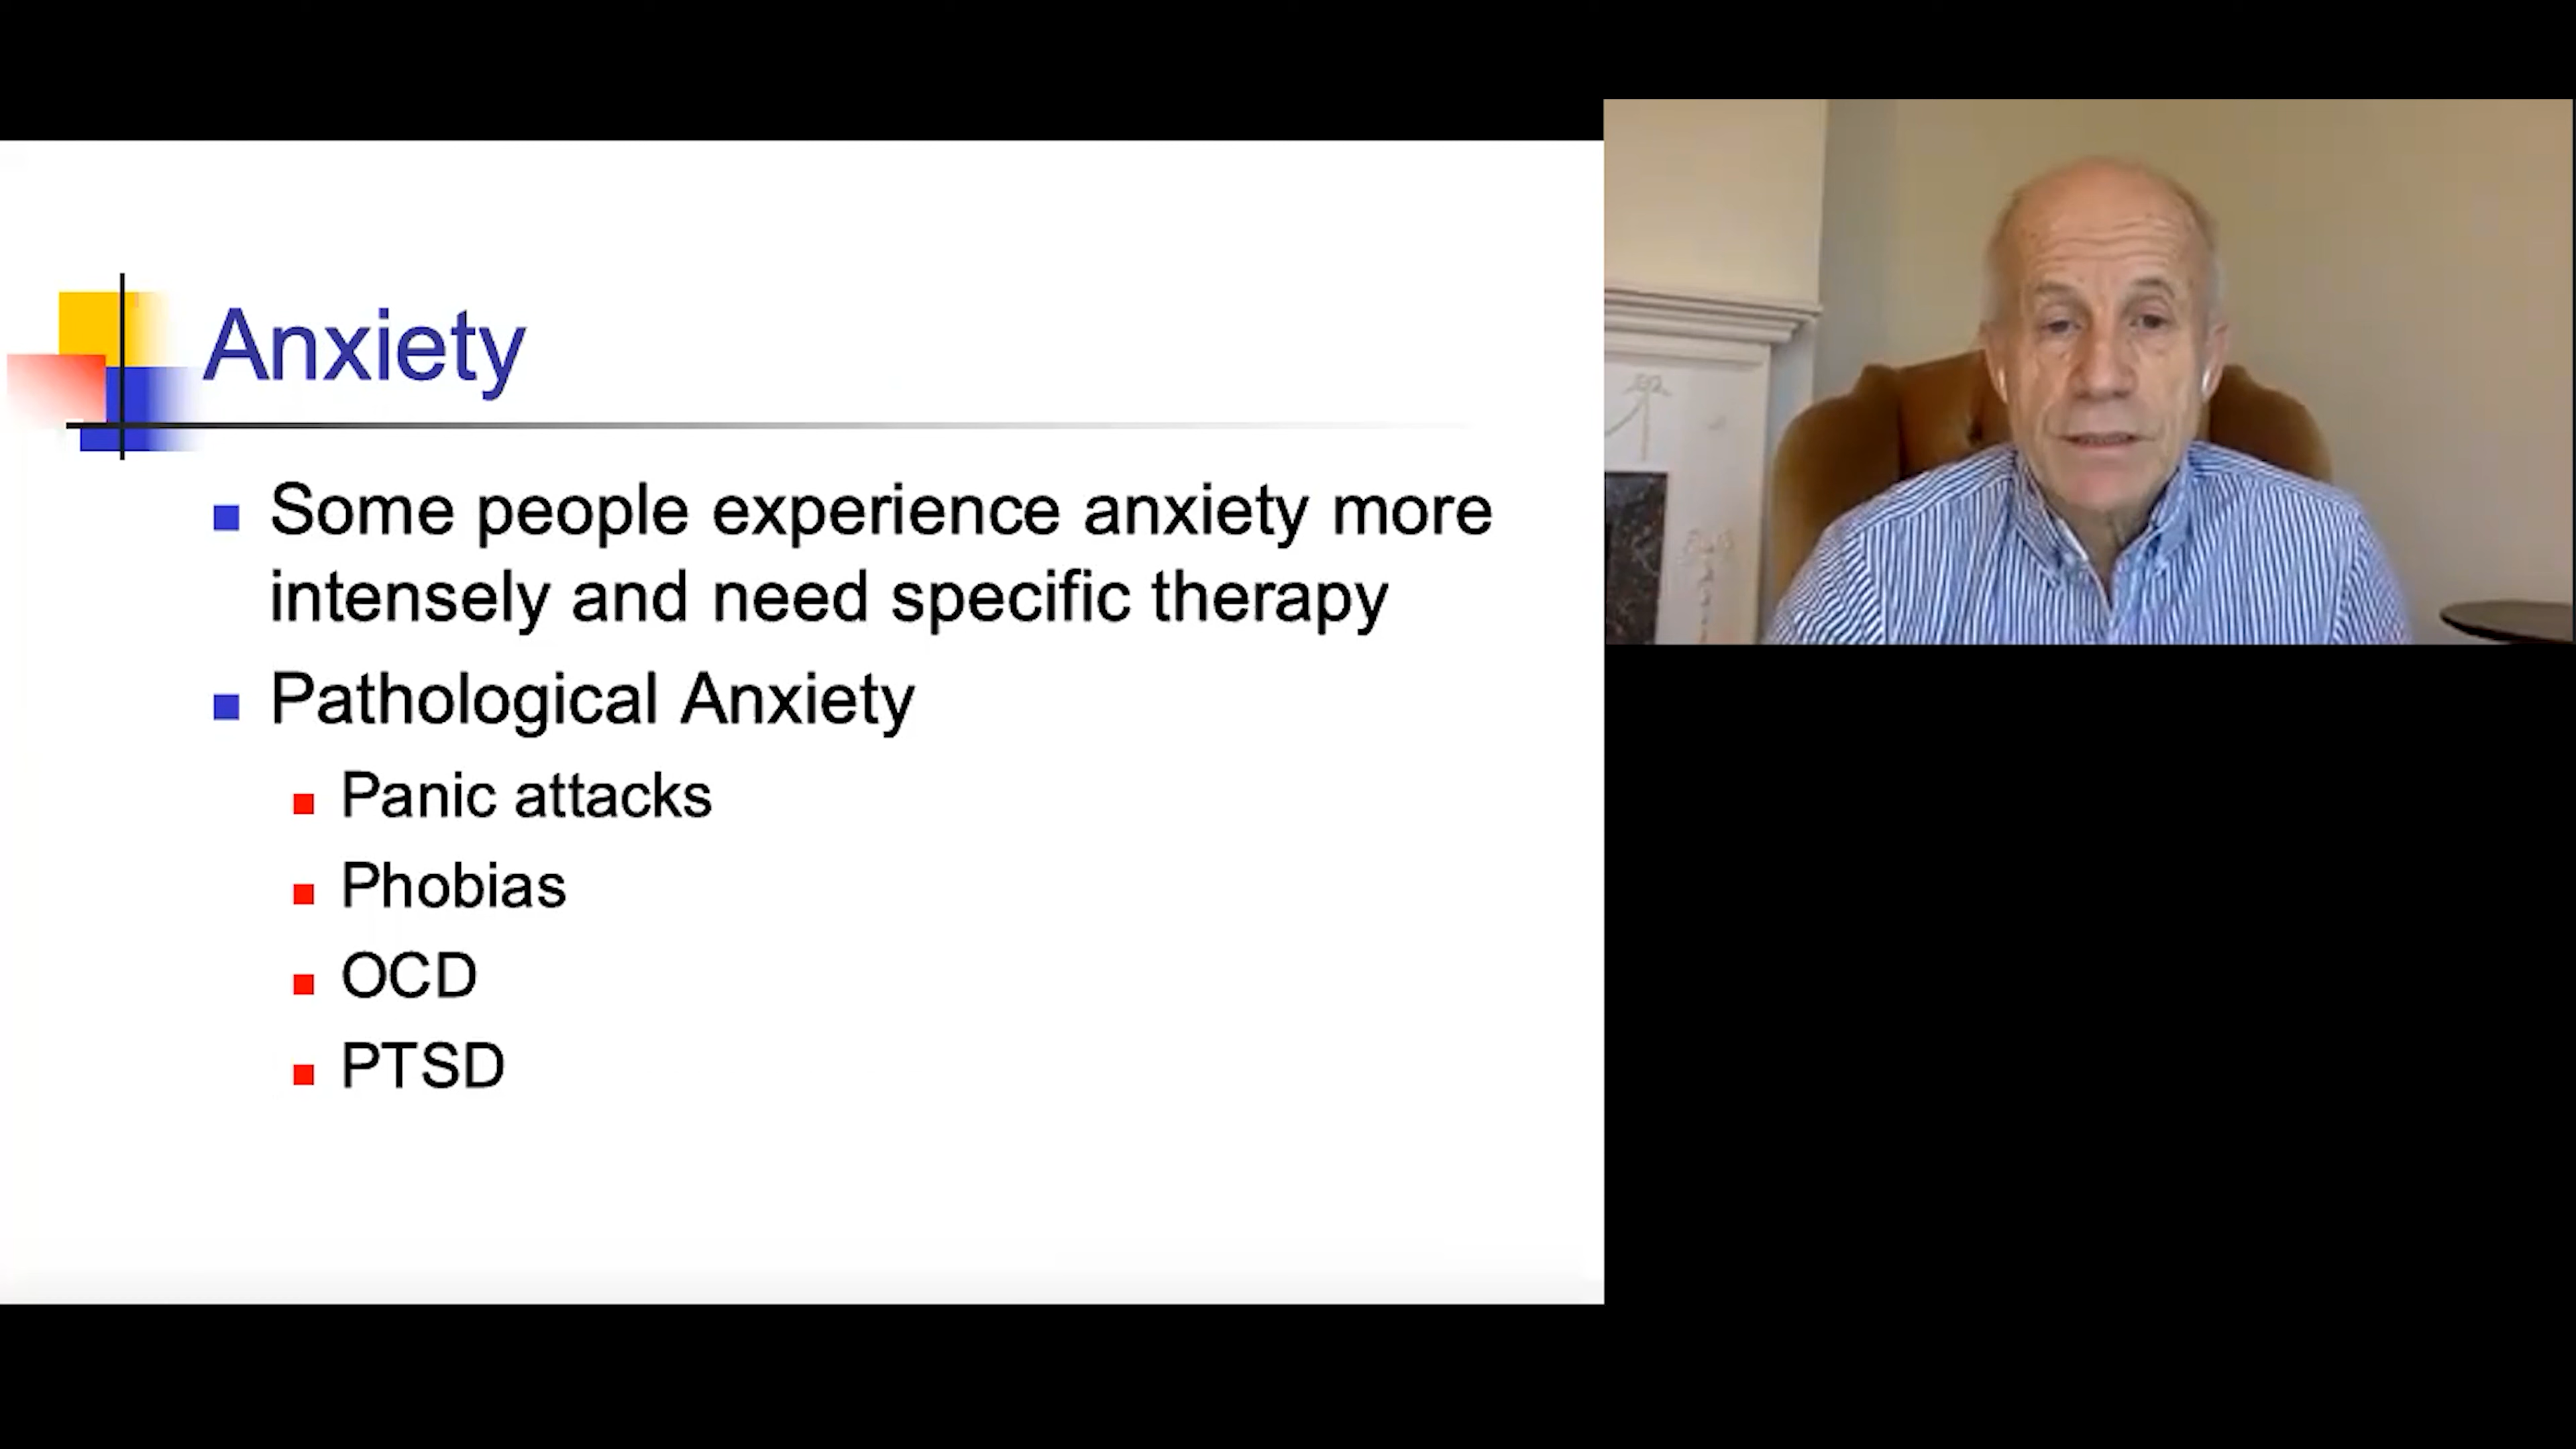 Anxiety
Some people experience anxiety more
intensely and need specific therapy
Pathological Anxiety
Panic attacks
Phobias
OCD
PTSD